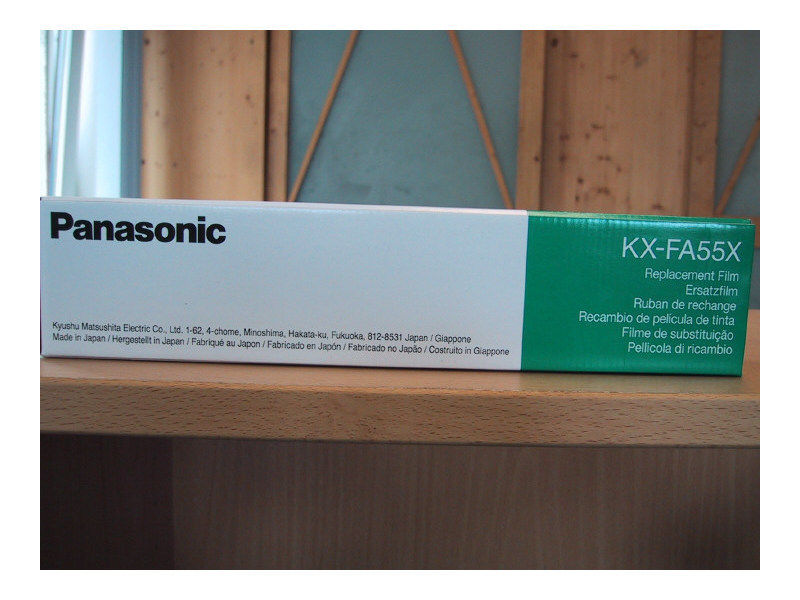 Panasonic
Kyushu Matsushita Electric Co., Ltd. 1-62, 4-chome, Minoshima, Hakata-ku, Fukuoka, 812-8531 Japan / Giappone
Made in Japan / Hergestellt in Japan / Fabriqué au Japon / Fabricado en Japón / Fabricado no Japão / Costruito in Giappone
KX-FA55X
Replacement Film
Ersatzfilm
Ruban de rechange
Recambio de película de tinta
Filme de substituição
Pellicola di ricambio